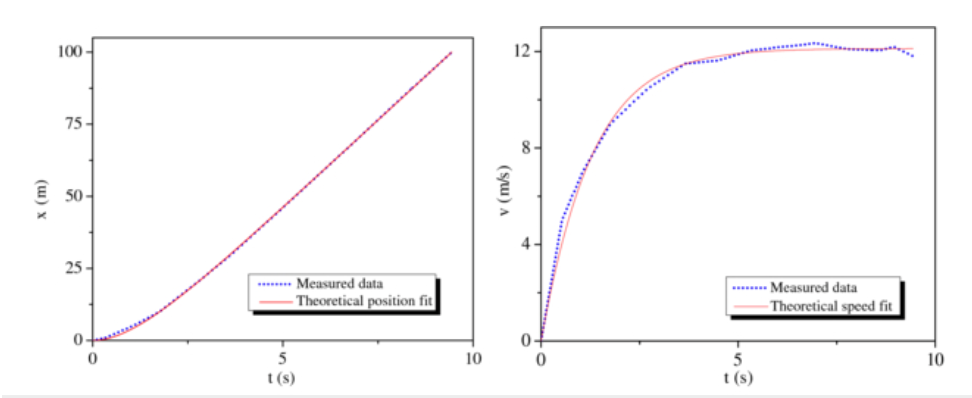 100
75
50
25
0
x (m)
0
5
10
t (s)
Measured data
Theoretical position fit
12
8
4
0
v (m/s)
0
5
10
t (s)
Measured data
Theoretical speed fit